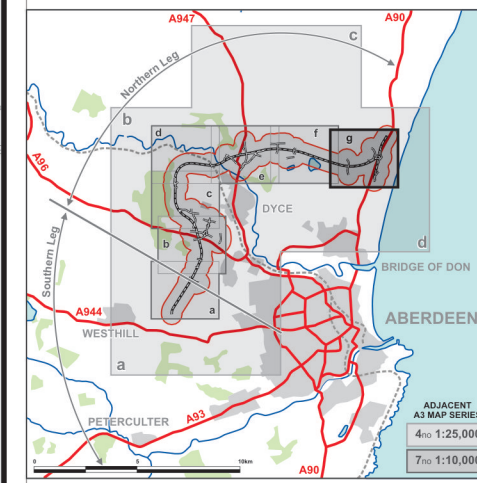 A947
A90
c
Northern Leg
b
d
f
g
A96
e
c
DYCE
b
d
Southern Leg
BRIDGE OF DON
a
A944
ABERDEEN
WESTHILL
a
ADJACENT
A3 MAP SERIES
PETERCULTER
A93
4no 1:25,000
7no 1:10,000
0 5 10km
A90